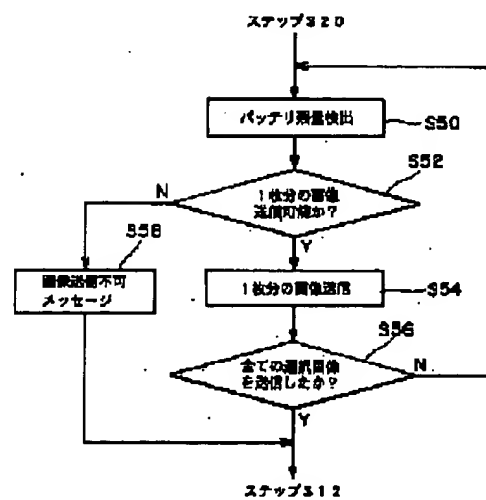 ステップS20
バッテリ残量検出
S50
S52
N
1枚分の画像
送信可能か?
Y
S58
画像送信不可
メッセージ
1枚分の画像送信
S54
S56
全ての選択画像
を送信したか?
N
Y
ステップS12